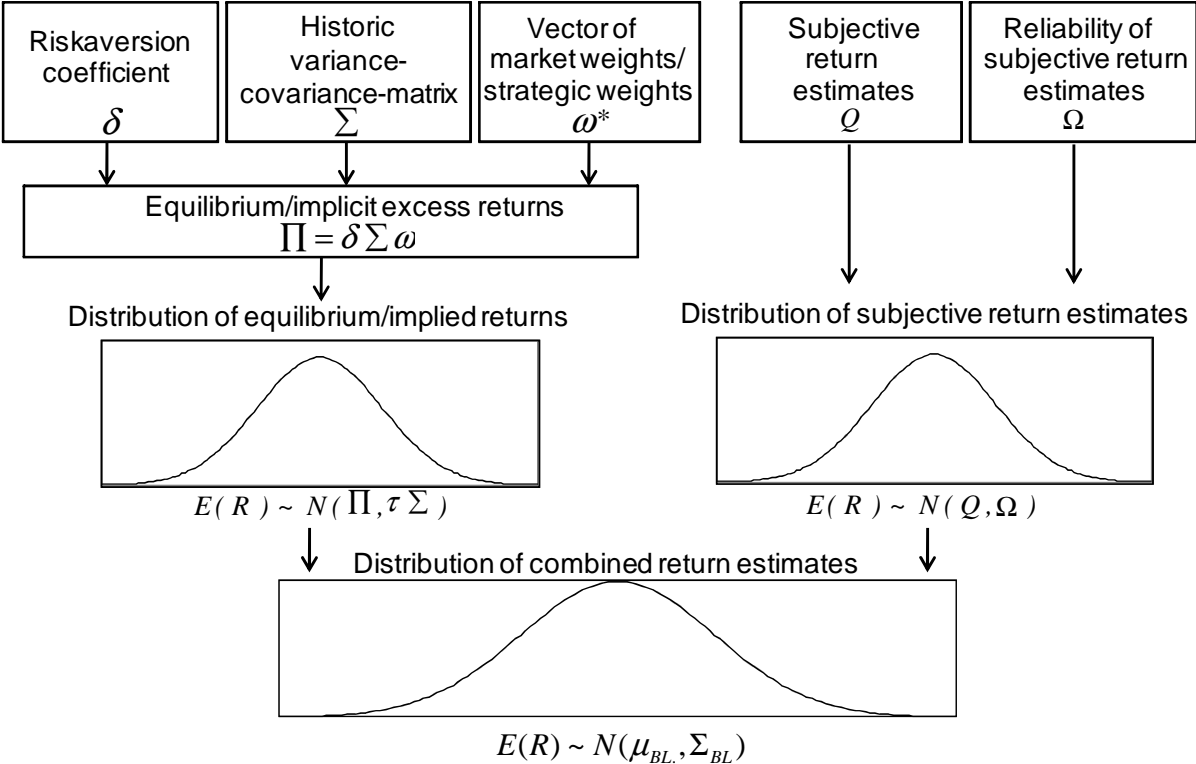 Riskaversion
coefficient
δ
Historic
variance-
covariance-matrix
Σ
Vector of
market weights/
strategic weights
ω*
Subjective
return
estimates
Q
Reliability of
subjective return
estimates
Ω
Equilibrium/implicit excess returns
Π = δ Σ ω
Distribution of equilibrium/implied returns
E( R ) ~ N( Π , τ Σ )
Distribution of subjective return estimates
E( R ) ~ N( Q , Ω )
Distribution of combined return estimates
E(R) ~ N(μ_BL, , Σ_BL)